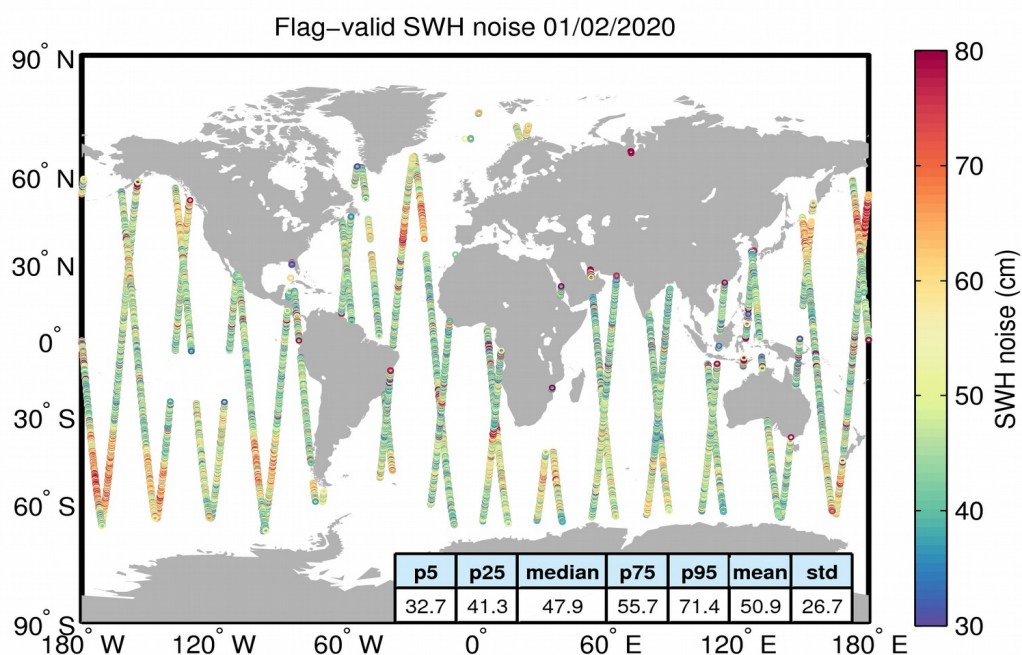 Flag-valid SWH noise 01/02/2020
90° N
60° N
30° N
0°
30° S
60° S
90° S
180° W
120° W
60° W
0°
60° E
120° E
180° E
p5 p25 median p75 p95 mean std
32.7 41.3 47.9 55.7 71.4 50.9 26.7
80
70
60
50
40
30
SWH noise (cm)